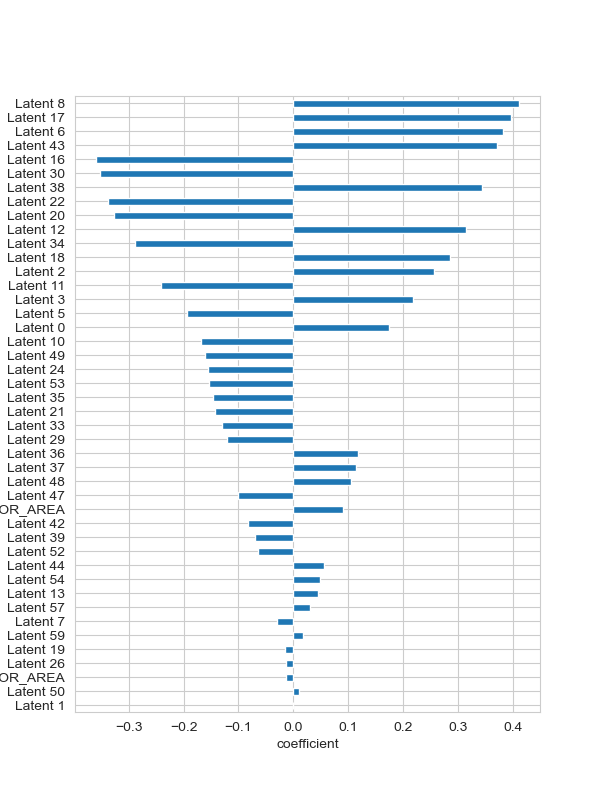 Latent 8
Latent 17
Latent 6
Latent 43
Latent 16
Latent 30
Latent 38
Latent 22
Latent 20
Latent 12
Latent 34
Latent 18
Latent 2
Latent 11
Latent 3
Latent 5
Latent 0
Latent 10
Latent 49
Latent 24
Latent 53
Latent 35
Latent 21
Latent 33
Latent 29
Latent 36
Latent 37
Latent 48
Latent 47
OR_AREA
Latent 42
Latent 39
Latent 52
Latent 44
Latent 54
Latent 13
Latent 57
Latent 7
Latent 59
Latent 19
Latent 26
OR_AREA
Latent 50
Latent 1
−0.3 −0.2 −0.1 0.0 0.1 0.2 0.3 0.4
coefficient